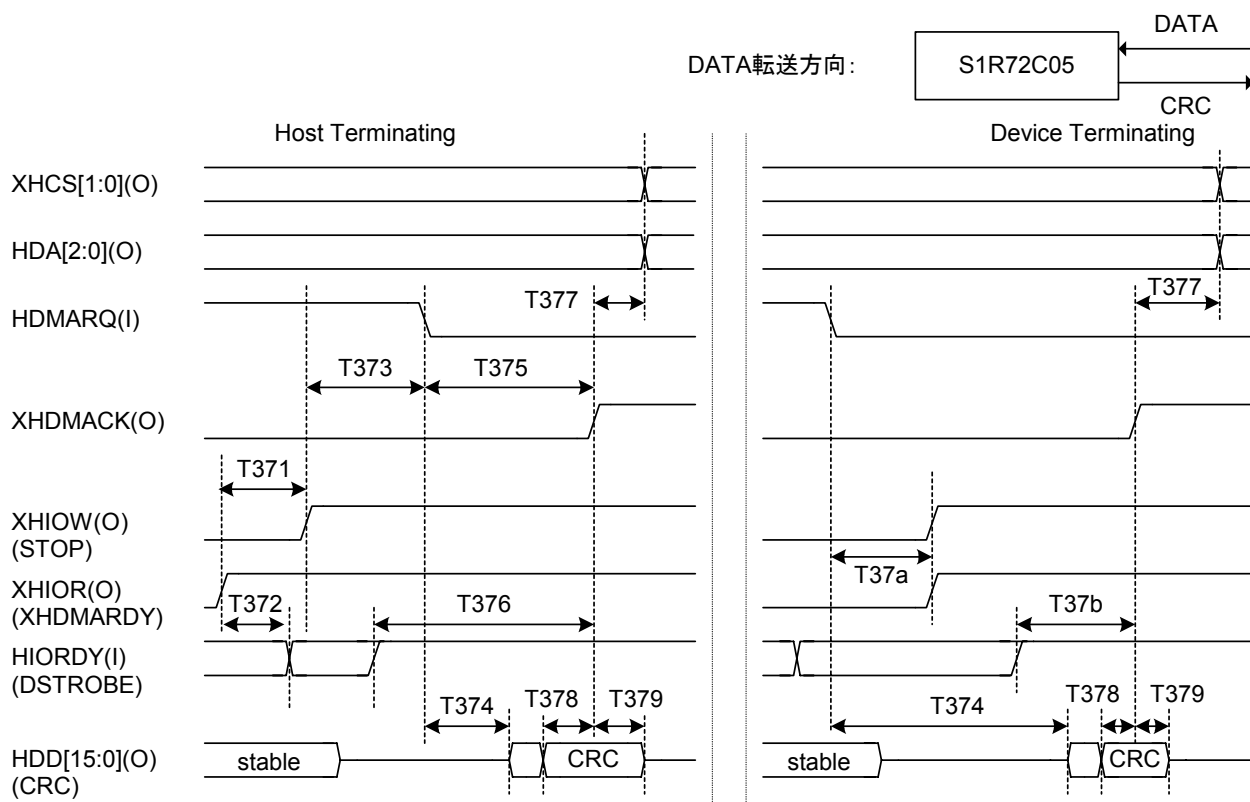 DATA
DATA転送方向:
S1R72C05
CRC
Host Terminating
Device Terminating
XHCS[1:0](O)
HDA[2:0](O)
T377
T377
HDMARQ(I)
T373
T375
XHDMACK(O)
T371
XHIOW(O)
(STOP)
T37a
XHIOR(O)
(XHDMARDY)
T372
T376
T37b
HIORDY(I)
(DSTROBE)
T374
T378
T379
T374
T378
T379
HDD[15:0](O)
(CRC)
stable
CRC
stable
CRC